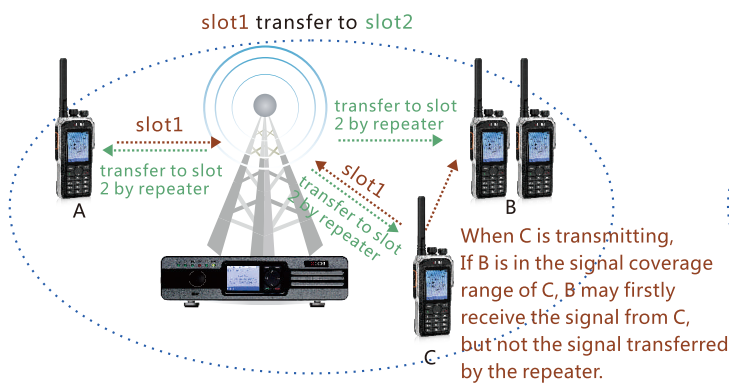 slot1 transfer to slot2
transfer to slot
2 by repeater
slot1
transfer to slot
2 by repeater
A
slot1
transfer to slot
2 by repeater
B
C
When C is transmitting,
If B is in the signal coverage
range of C, B may firstly
receive the signal from C,
but not the signal transferred
by the repeater.